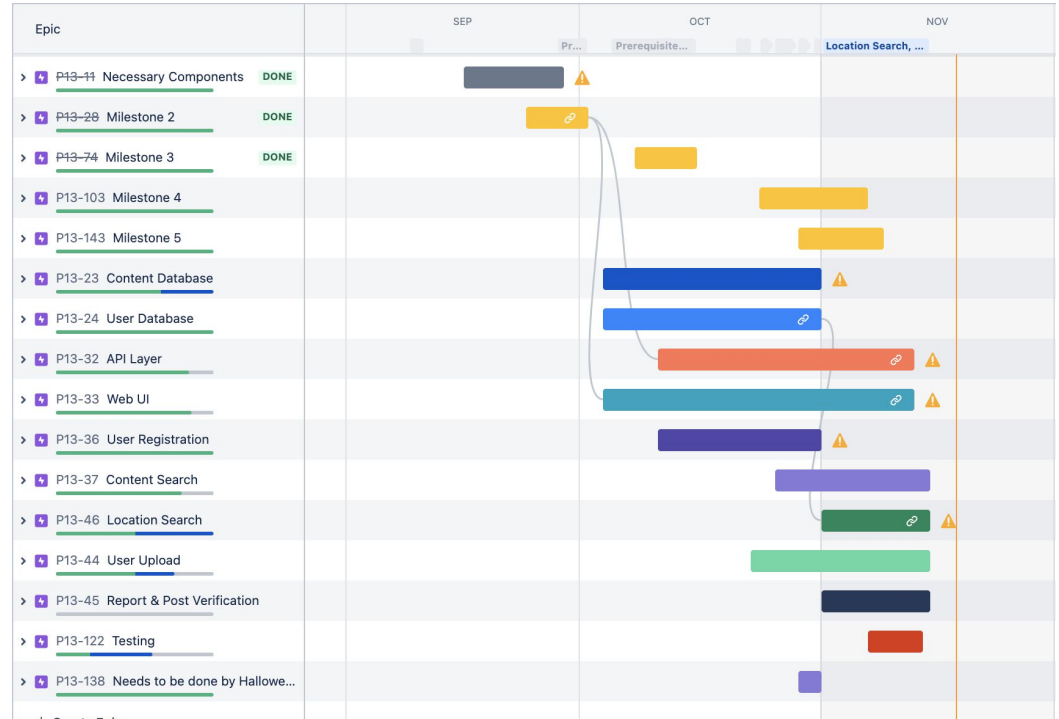 Epic
SEP
OCT
NOV
Pr...
Prerequisite...
Location Search, ...
P13-11 Necessary Components DONE
P13-28 Milestone 2 DONE
P13-74 Milestone 3 DONE
P13-103 Milestone 4
P13-143 Milestone 5
P13-23 Content Database
P13-24 User Database
P13-32 API Layer
P13-33 Web UI
P13-36 User Registration
P13-37 Content Search
P13-46 Location Search
P13-44 User Upload
P13-45 Report & Post Verification
P13-122 Testing
P13-138 Needs to be done by Hallowe...